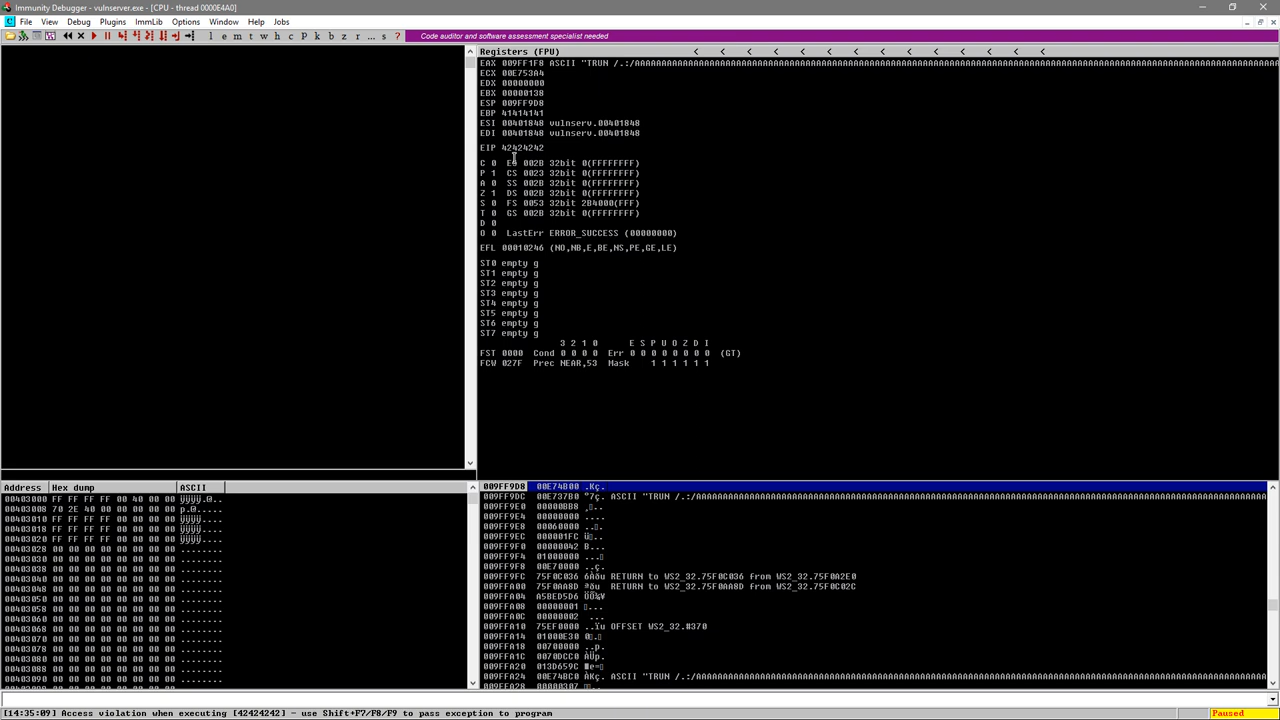 Immunity Debugger - vulnserver.exe - [CPU - thread 0000E4A0]
C File View Debug Plugins ImmLib Options Window Help Jobs
l e m t w h c P k b z r ... s ? Code auditor and software assessment specialist needed
Registers (FPU) < < < < < < < < < < < <
EAX 009FF1F8 ASCII "TRUN /.:/AAAAAAAAAAAAAAAAAAAAAAAAAAAAAAAAAAAAAAAAAAAAAAAAAAAAAAAAAAAAAAAAAAAAAAAAAAAAAAAAAAAAAAAAAAAAAAAAAAAAAAAAAAAAAAAAAAAA
ECX 00E753A4
EDX 00000000
EBX 00000138
ESP 009FF9D8
EBP 41414141
ESI 00401848 vulnserv.00401848
EDI 00401848 vulnserv.00401848
EIP 42424242
C 0 ES 002B 32bit 0(FFFFFFFF)
P 1 CS 0023 32bit 0(FFFFFFFF)
A 0 SS 002B 32bit 0(FFFFFFFF)
Z 1 DS 002B 32bit 0(FFFFFFFF)
S 0 FS 0053 32bit 2B4000(FFF)
T 0 GS 002B 32bit 0(FFFFFFFF)
D 0
O 0 LastErr ERROR_SUCCESS (00000000)
EFL 00010246 (NO,NB,E,BE,NS,PE,GE,LE)
ST0 empty g
ST1 empty g
ST2 empty g
ST3 empty g
ST4 empty g
ST5 empty g
ST6 empty g
ST7 empty g
3 2 1 0 E S P U O Z D I
FST 0000 Cond 0 0 0 0 Err 0 0 0 0 0 0 0 0 (GT)
FCW 027F Prec NEAR,53 Mask 1 1 1 1 1 1
Address Hex dump ASCII
00403000 FF FF FF FF 00 40 00 00 ÿÿÿÿ.@..
00403008 70 2E 40 00 00 00 00 00 p.@.....
00403010 FF FF FF FF 00 00 00 00 ÿÿÿÿ....
00403018 FF FF FF FF 00 00 00 00 ÿÿÿÿ....
00403020 FF FF FF FF 00 00 00 00 ÿÿÿÿ....
00403028 00 00 00 00 00 00 00 00 ........
00403030 00 00 00 00 00 00 00 00 ........
00403038 00 00 00 00 00 00 00 00 ........
00403040 00 00 00 00 00 00 00 00 ........
00403048 00 00 00 00 00 00 00 00 ........
00403050 00 00 00 00 00 00 00 00 ........
00403058 00 00 00 00 00 00 00 00 ........
00403060 00 00 00 00 00 00 00 00 ........
00403068 00 00 00 00 00 00 00 00 ........
00403070 00 00 00 00 00 00 00 00 ........
00403078 00 00 00 00 00 00 00 00 ........
00403080 00 00 00 00 00 00 00 00 ........
00403088 00 00 00 00 00 00 00 00 ........
00403090 00 00 00 00 00 00 00 00 ........
009FF9D8 00E74B00 .Kç.
009FF9DC 00E737B0 °7ç. ASCII "TRUN /.:/AAAAAAAAAAAAAAAAAAAAAAAAAAAAAAAAAAAAAAAAAAAAAAAAAAAAAAAAAAAAAAAAAAAAAAAAAAAAAAAAAAAAAAAAAAAAAAAAAAAA
009FF9E0 00000BB8
009FF9E4 00000000 ....
009FF9E8 00060000
009FF9EC 000001FC
009FF9F0 00000042 B...
009FF9F4 01000000
009FF9F8 00E70000 ..ç.
009FF9FC 75F0C036 6Àðu RETURN to WS2_32.75F0C036 from WS2_32.75F0A2E0
009FFA00 75F0AA8D RETURN to WS2_32.75F0AA8D from WS2_32.75F0C02C
009FFA04 A5BED5D6 ÖÕ¾¥
009FFA08 00000001
009FFA0C 00000002
009FFA10 75EF0000 ..ïu OFFSET WS2_32.#370
009FFA14 01000E30
009FFA18 00700000 ..p.
009FFA1C 0070DCC0 ÀÜp.
009FFA20 013D659C
009FFA24 00E74BC0 ÀKç. ASCII "TRUN /.:/AAAAAAAAAAAAAAAAAAAAAAAAAAAAAAAAAAAAAAAAAAAAAAAAAAAAAAAAAAAAAAAAAAAAAAAAAAAAAAAAAAAAAAAAAAAAAAAAAAAA
009FFA28 00000307
[14:35:09] Access violation when executing [42424242] - use Shift+F7/F8/F9 to pass exception to program Paused